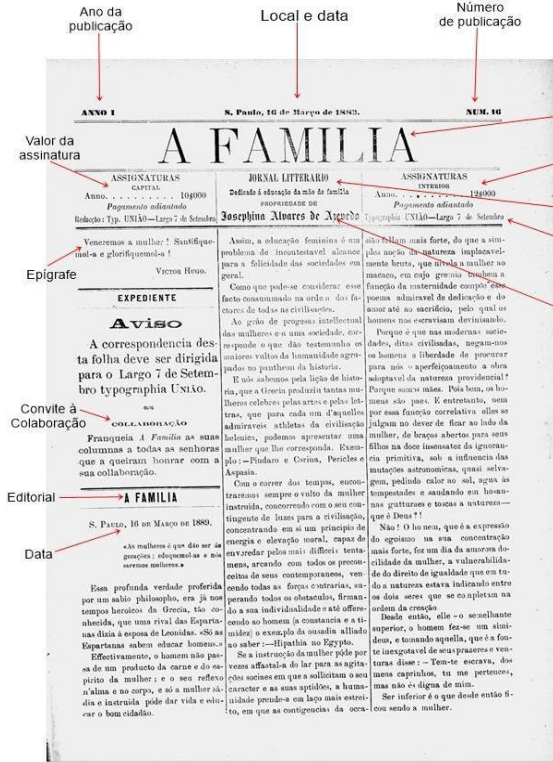 Ano da
publicação
Local e data
Número
de publicação
ANNO I
S. Paulo, 16 de Março de 1889.
NUM. 16
A FAMILIA
Valor da
assinatura
ASSIGNATURAS
CAPITAL
Anno. . . . . . . . . . 10$000
Pagamento adiantado
Redacção: Typ. UNIÃO—Largo 7 de Setembro
JORNAL LITTERARIO
Dedicado á educação da mãe de familia
PROPRIEDADE DE
Josephina Alvares de Azevedo
ASSIGNATURAS
INTERIOR
Anno. . . . . . . . . . 12$000
Pagamento adiantado
Typographia UNIÃO—Largo 7 de Setembro
Epígrafe
Veneremos a mulher! Santifique-
mol-a e glorifiquemol-a!
VICTOR HUGO.
EXPEDIENTE
Aviso
A correspondencia des-
ta folha deve ser dirigida
para o Largo 7 de Setem-
bro typographia UNIÃO.
Convite à
Colaboração
COLLABORAÇÃO
Franqueia A Familia as suas
columnas a todas as senhoras
que a queiram honrar com a
sua collaboração.
Editorial
A FAMILIA
Data
S. PAULO, 16 DE MARÇO DE 1889.
«As mulheres é que dão ser ás
gerações; eduquemol-as e nós
seremos melhores.»
Essa profunda verdade proferida
por um sabio philosopho, era já nos
tempos heroicos da Grecia, tão co-
nhecida, que uma rival das Esparta-
nas dizia á esposa de Leonidas. «Só as
Espartanas sabem educar homens.»
Effectivamente, o homem não pas-
sa de um producto da carne e do es-
pirito da mulher; e o seu reflexo
n'alma e no corpo, e só a mulher sá-
dia e instruida póde dar vida e edu-
car o bom cidadão.
Assim, a educação feminina é um
problema de incontestavel alcance
para a felicidade das sociedades em
geral.
Como que póde-se considerar esse
facto consummado na ordem dos fa-
ctores de todas as civilisações.
Ao gráo de progresso intellectual
das mulheres em uma sociedade, cor-
responde o que dão testemunho os
maiores vultos da humanidade agru-
pados no pantheon da historia.
E nós sabemos pela lição de histo-
ria, que a Grecia produziu tantas mu-
lheres celebres pelas artes e pelas let-
tras, que para cada um d'aquelles
admiraveis athletas da civilisação
helenica, podemos apresentar uma
mulher que lhe corresponda. Exem-
plo:—Pindaro e Corina, Pericles e
Aspasia.
Com o correr dos tempos, encon-
traremos sempre o vulto da mulher
instruida, concorrendo com o seu con-
tingente de luzes para a civilisação,
concentrando em si um principio de
energia e elevação moral, capaz de
enveredar pelos mais difficeis tenta-
mens, arcando com todos os precon-
ceitos de seus contemporaneos, ven-
cendo todas as forças contrarias, su-
perando todos os obstaculos, firman-
do a sua individualidade e até offere-
cendo ao homem (a constancia e a ti-
midez) o exemplo da ousadia alliado
ao saber:—Hipathia no Egypto.
Se a instrucção da mulher póde por
vezes affastal-a do lar para as agita-
ções sociaes em que a sollicitam o seu
caracter e as suas aptidões, a huma-
nidade prende-a em laço mais estrei-
to, em que as contigencias da occa-
sião fallam mais forte, do que a sim-
ples noção da natureza implacavel-
mente bruta, que nivela a mulher ao
macaco, em cujo gremio tambem a
funcção da maternidade compõe esse
poema admiravel de dedicação e de
amor até ao sacrificio, pelo qual os
homens nos escravisam devinisando.
Porque é que nas modernas socie-
dades, ditas civilisadas, negam-nos
os homens a liberdade de procurar
para nós o aperfeiçoamento a obra
adoptavel da natureza providencial?
Porque somos mães. Pois bem, os ho-
mens são paes. E entretanto, nem
por essa funcção correlativa elles se
julgam no dever de ficar ao lado da
mulher, de braços abertos para seus
filhos na doce insensatez da ignoran-
cia primitiva, sob a influencia das
mutações astronomicas, quasi selva-
gem, pedindo calor ao sol, agua ás
tempestades e saudando em hosan-
nas gutturaes e toscas a natureza—
que é Deus?!
Não! O homem, que é a expressão
do egoismo na sua concentração
mais forte, fez um dia da amorosa do-
cilidade da mulher, a vulnerabilida-
de do direito de igualdade que em tu-
do a natureza estava indicando entre
os dois seres que se completam na
ordem da creação.
Desde então, elle—o semelhante
superior, o homem fez-se um simi-
deus, e tomando aquella, que é a fon-
te inexgotavel de seus prazeres e ven-
turas disse:—Tem-te escrava, dos
meus caprichos, tu me pertences,
mas não és digna de mim.
Ser inferior é o que desde então fi-
cou sendo a mulher.